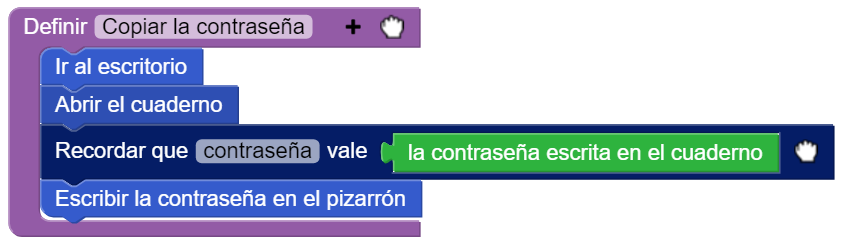 Definir Copiar la contraseña +
Ir al escritorio
Abrir el cuaderno
Recordar que contraseña vale la contraseña escrita en el cuaderno
Escribir la contraseña en el pizarrón